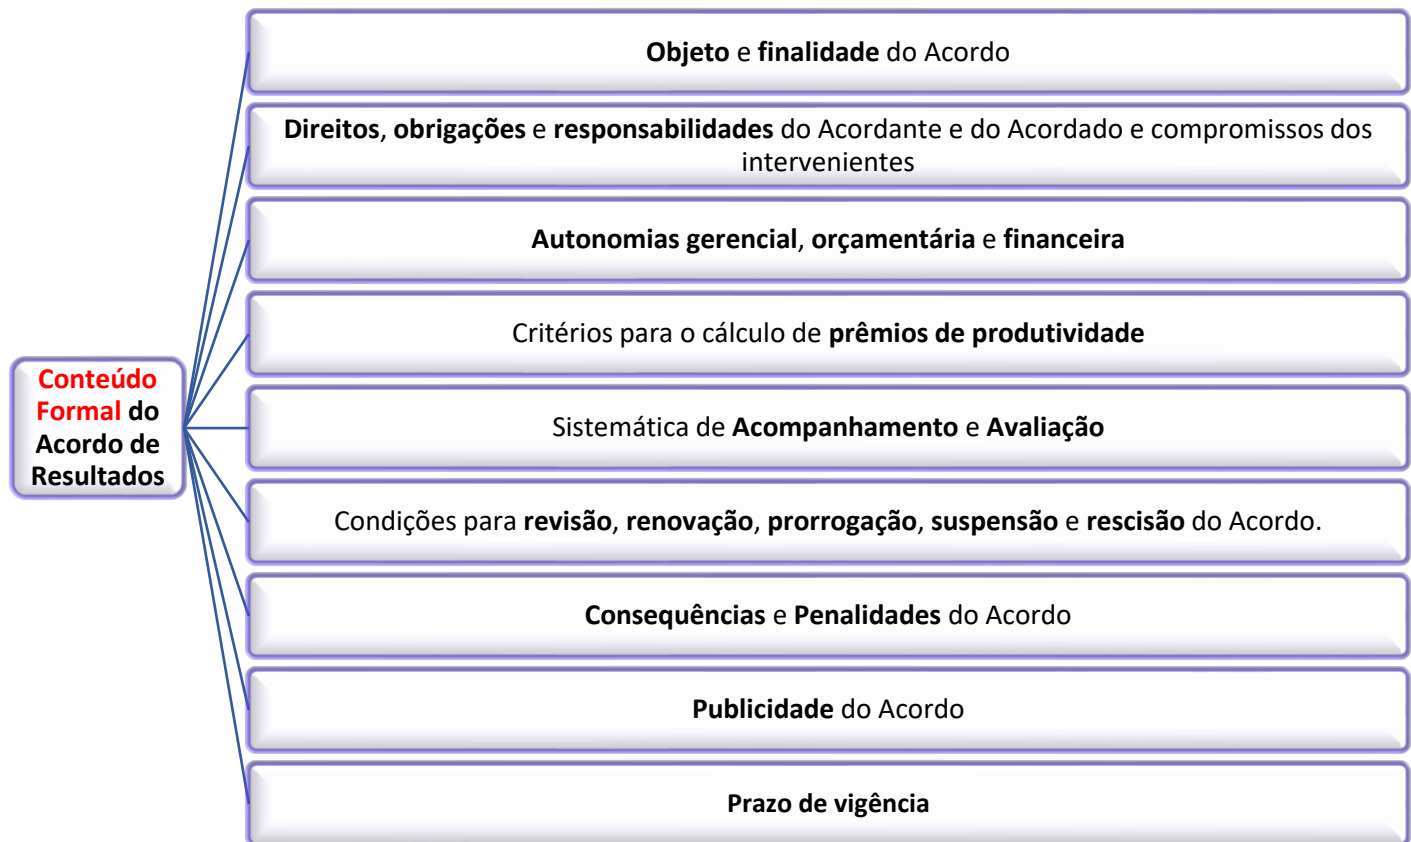 Objeto e finalidade do Acordo
Direitos, obrigações e responsabilidades do Acordante e do Acordado e compromissos dos
intervenientes
Autonomias gerencial, orçamentária e financeira
Critérios para o cálculo de prêmios de produtividade
Conteúdo
Formal do
Acordo de
Resultados
Sistemática de Acompanhamento e Avaliação
Condições para revisão, renovação, prorrogação, suspensão e rescisão do Acordo.
Consequências e Penalidades do Acordo
Publicidade do Acordo
Prazo de vigência